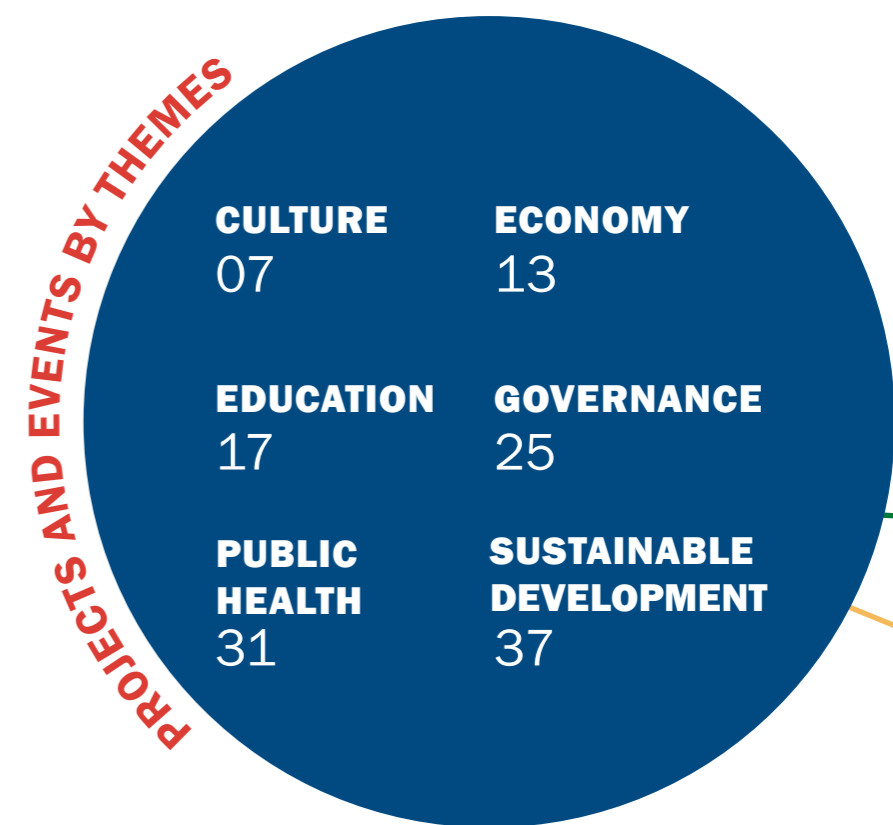 PROJECTS AND EVENTS BY THEMES
CULTURE
07
ECONOMY
13
EDUCATION
17
GOVERNANCE
25
PUBLIC
HEALTH
31
SUSTAINABLE
DEVELOPMENT
37